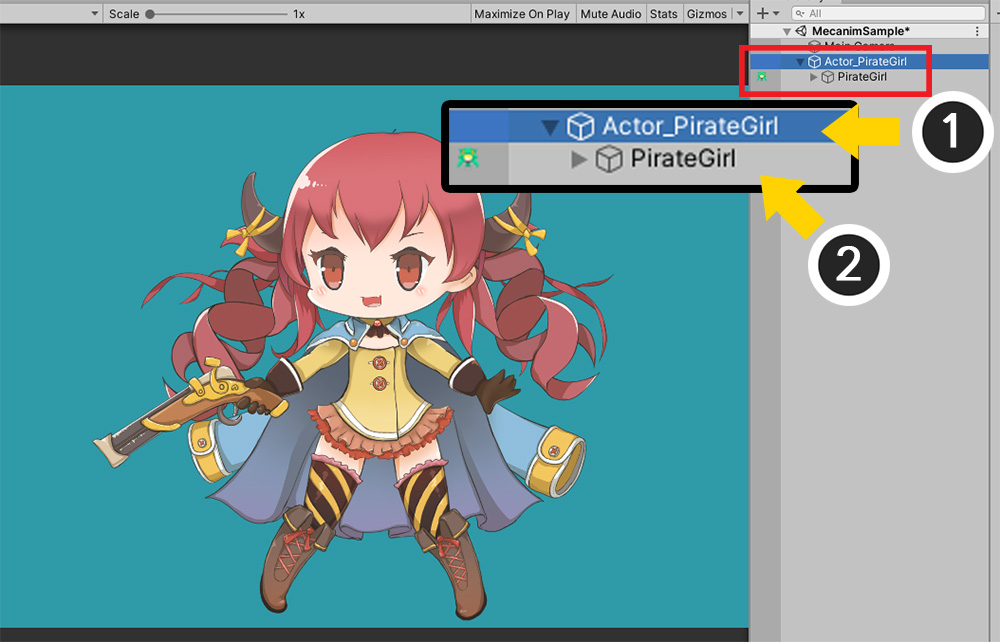 Scale 1x Maximize On Play Mute Audio Stats Gizmos
All
MecanimSample*
Main Camera
Actor_PirateGirl
PirateGirl
Actor_PirateGirl
PirateGirl
1
2